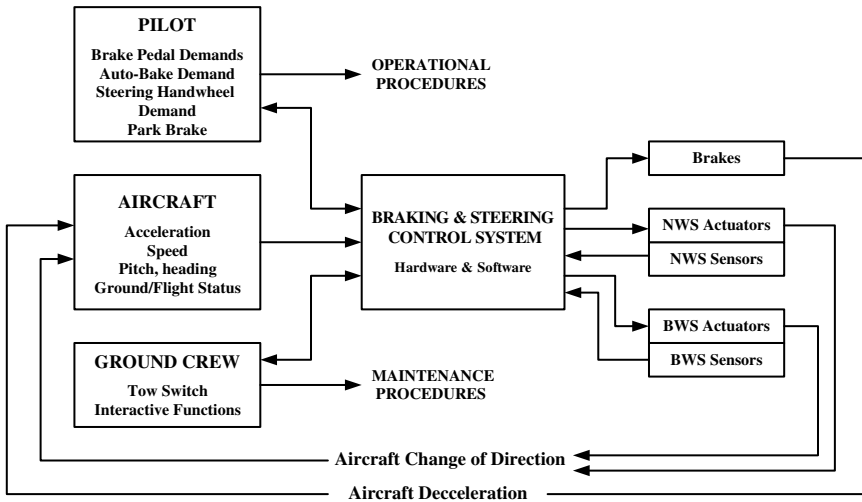 PILOT
Brake Pedal Demands
Auto-Bake Demand
Steering Handwheel
Demand
Park Brake
OPERATIONAL
PROCEDURES
AIRCRAFT
Acceleration
Speed
Pitch, heading
Ground/Flight Status
BRAKING & STEERING
CONTROL SYSTEM
Hardware & Software
Brakes
NWS Actuators
NWS Sensors
BWS Actuators
BWS Sensors
GROUND CREW
Tow Switch
Interactive Functions
MAINTENANCE
PROCEDURES
Aircraft Change of Direction
Aircraft Decceleration